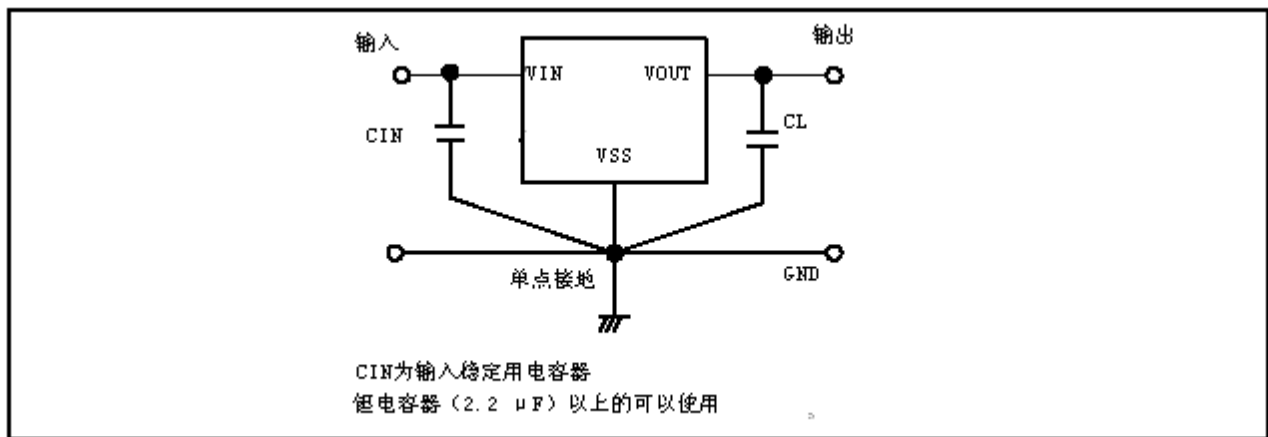 输入
输出
VIN
VOUT
CIN
CL
VSS
单点接地
GND
CIN为输入稳定用电容器
钽电容器(2.2 μF)以上的可以使用